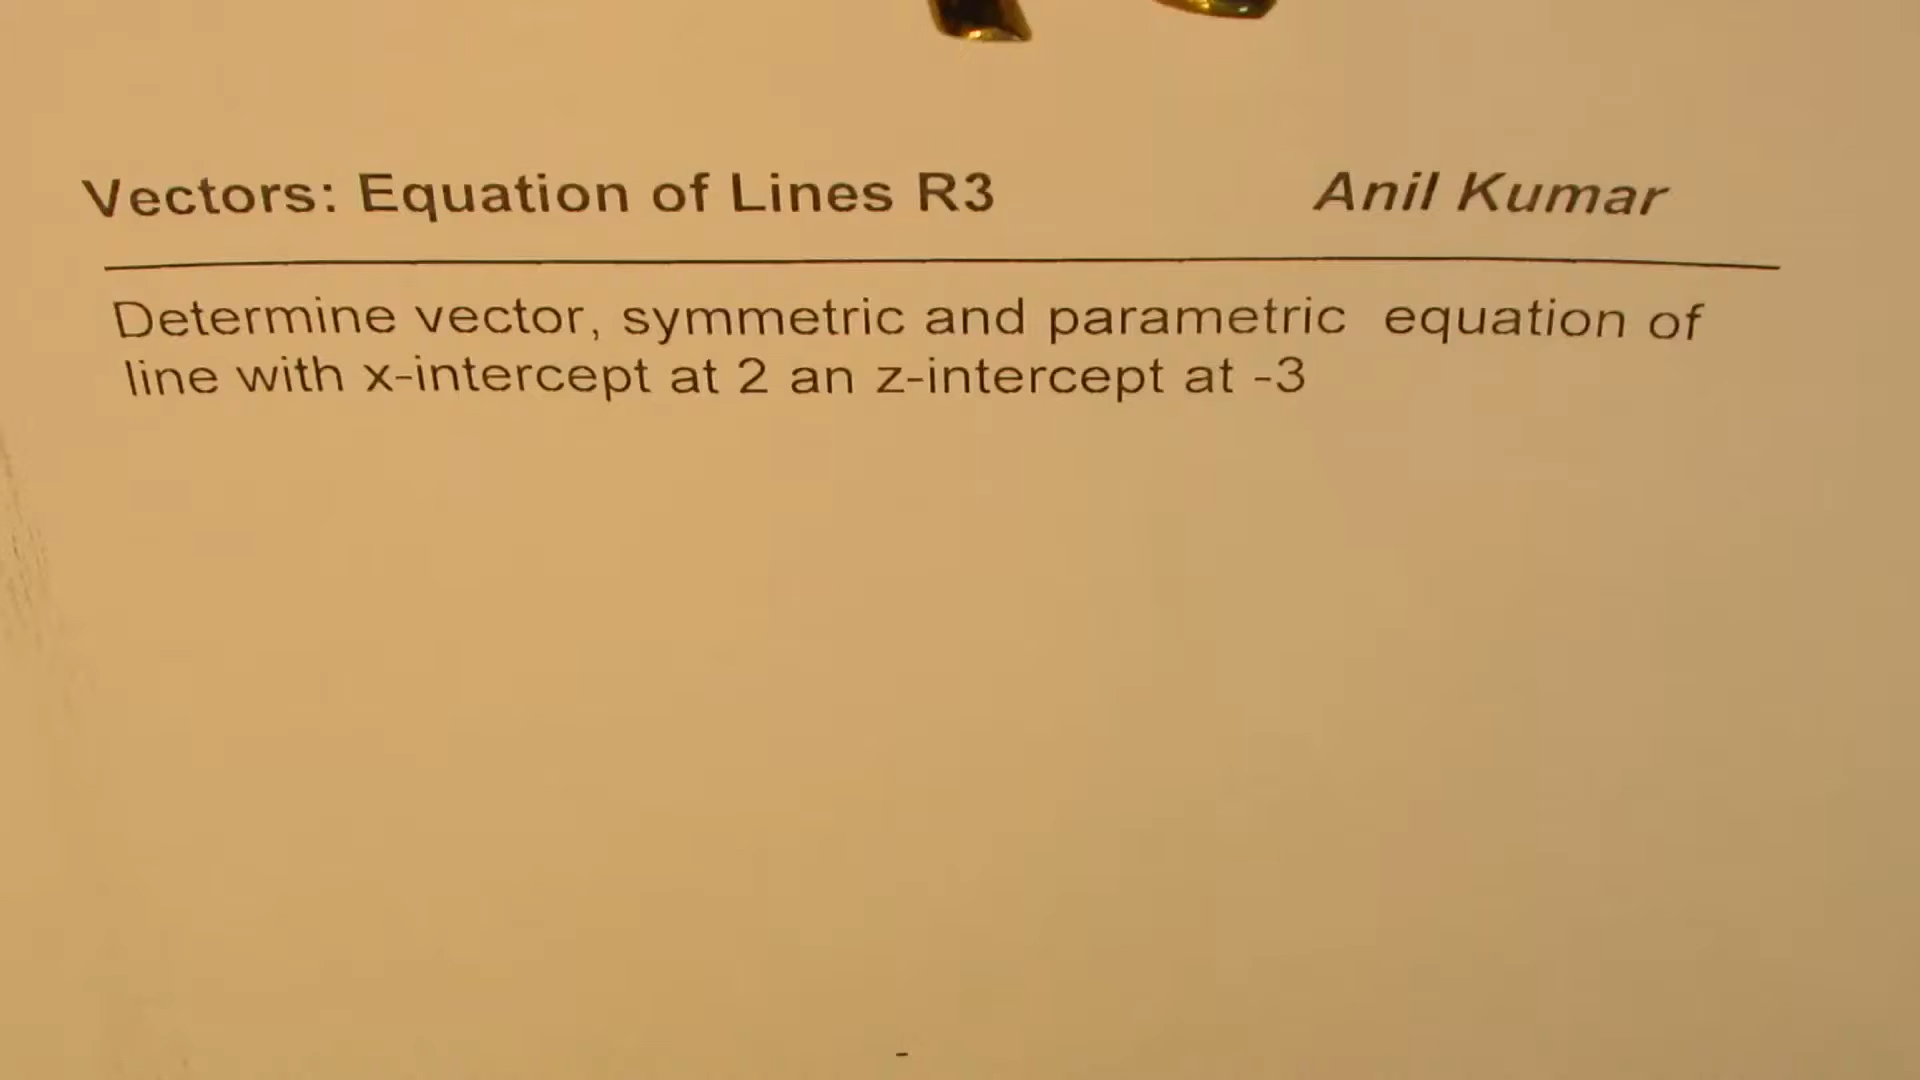 Vectors: Equation of Lines R3 Anil Kumar
Determine vector, symmetric and parametric equation of
line with x-intercept at 2 an z-intercept at -3